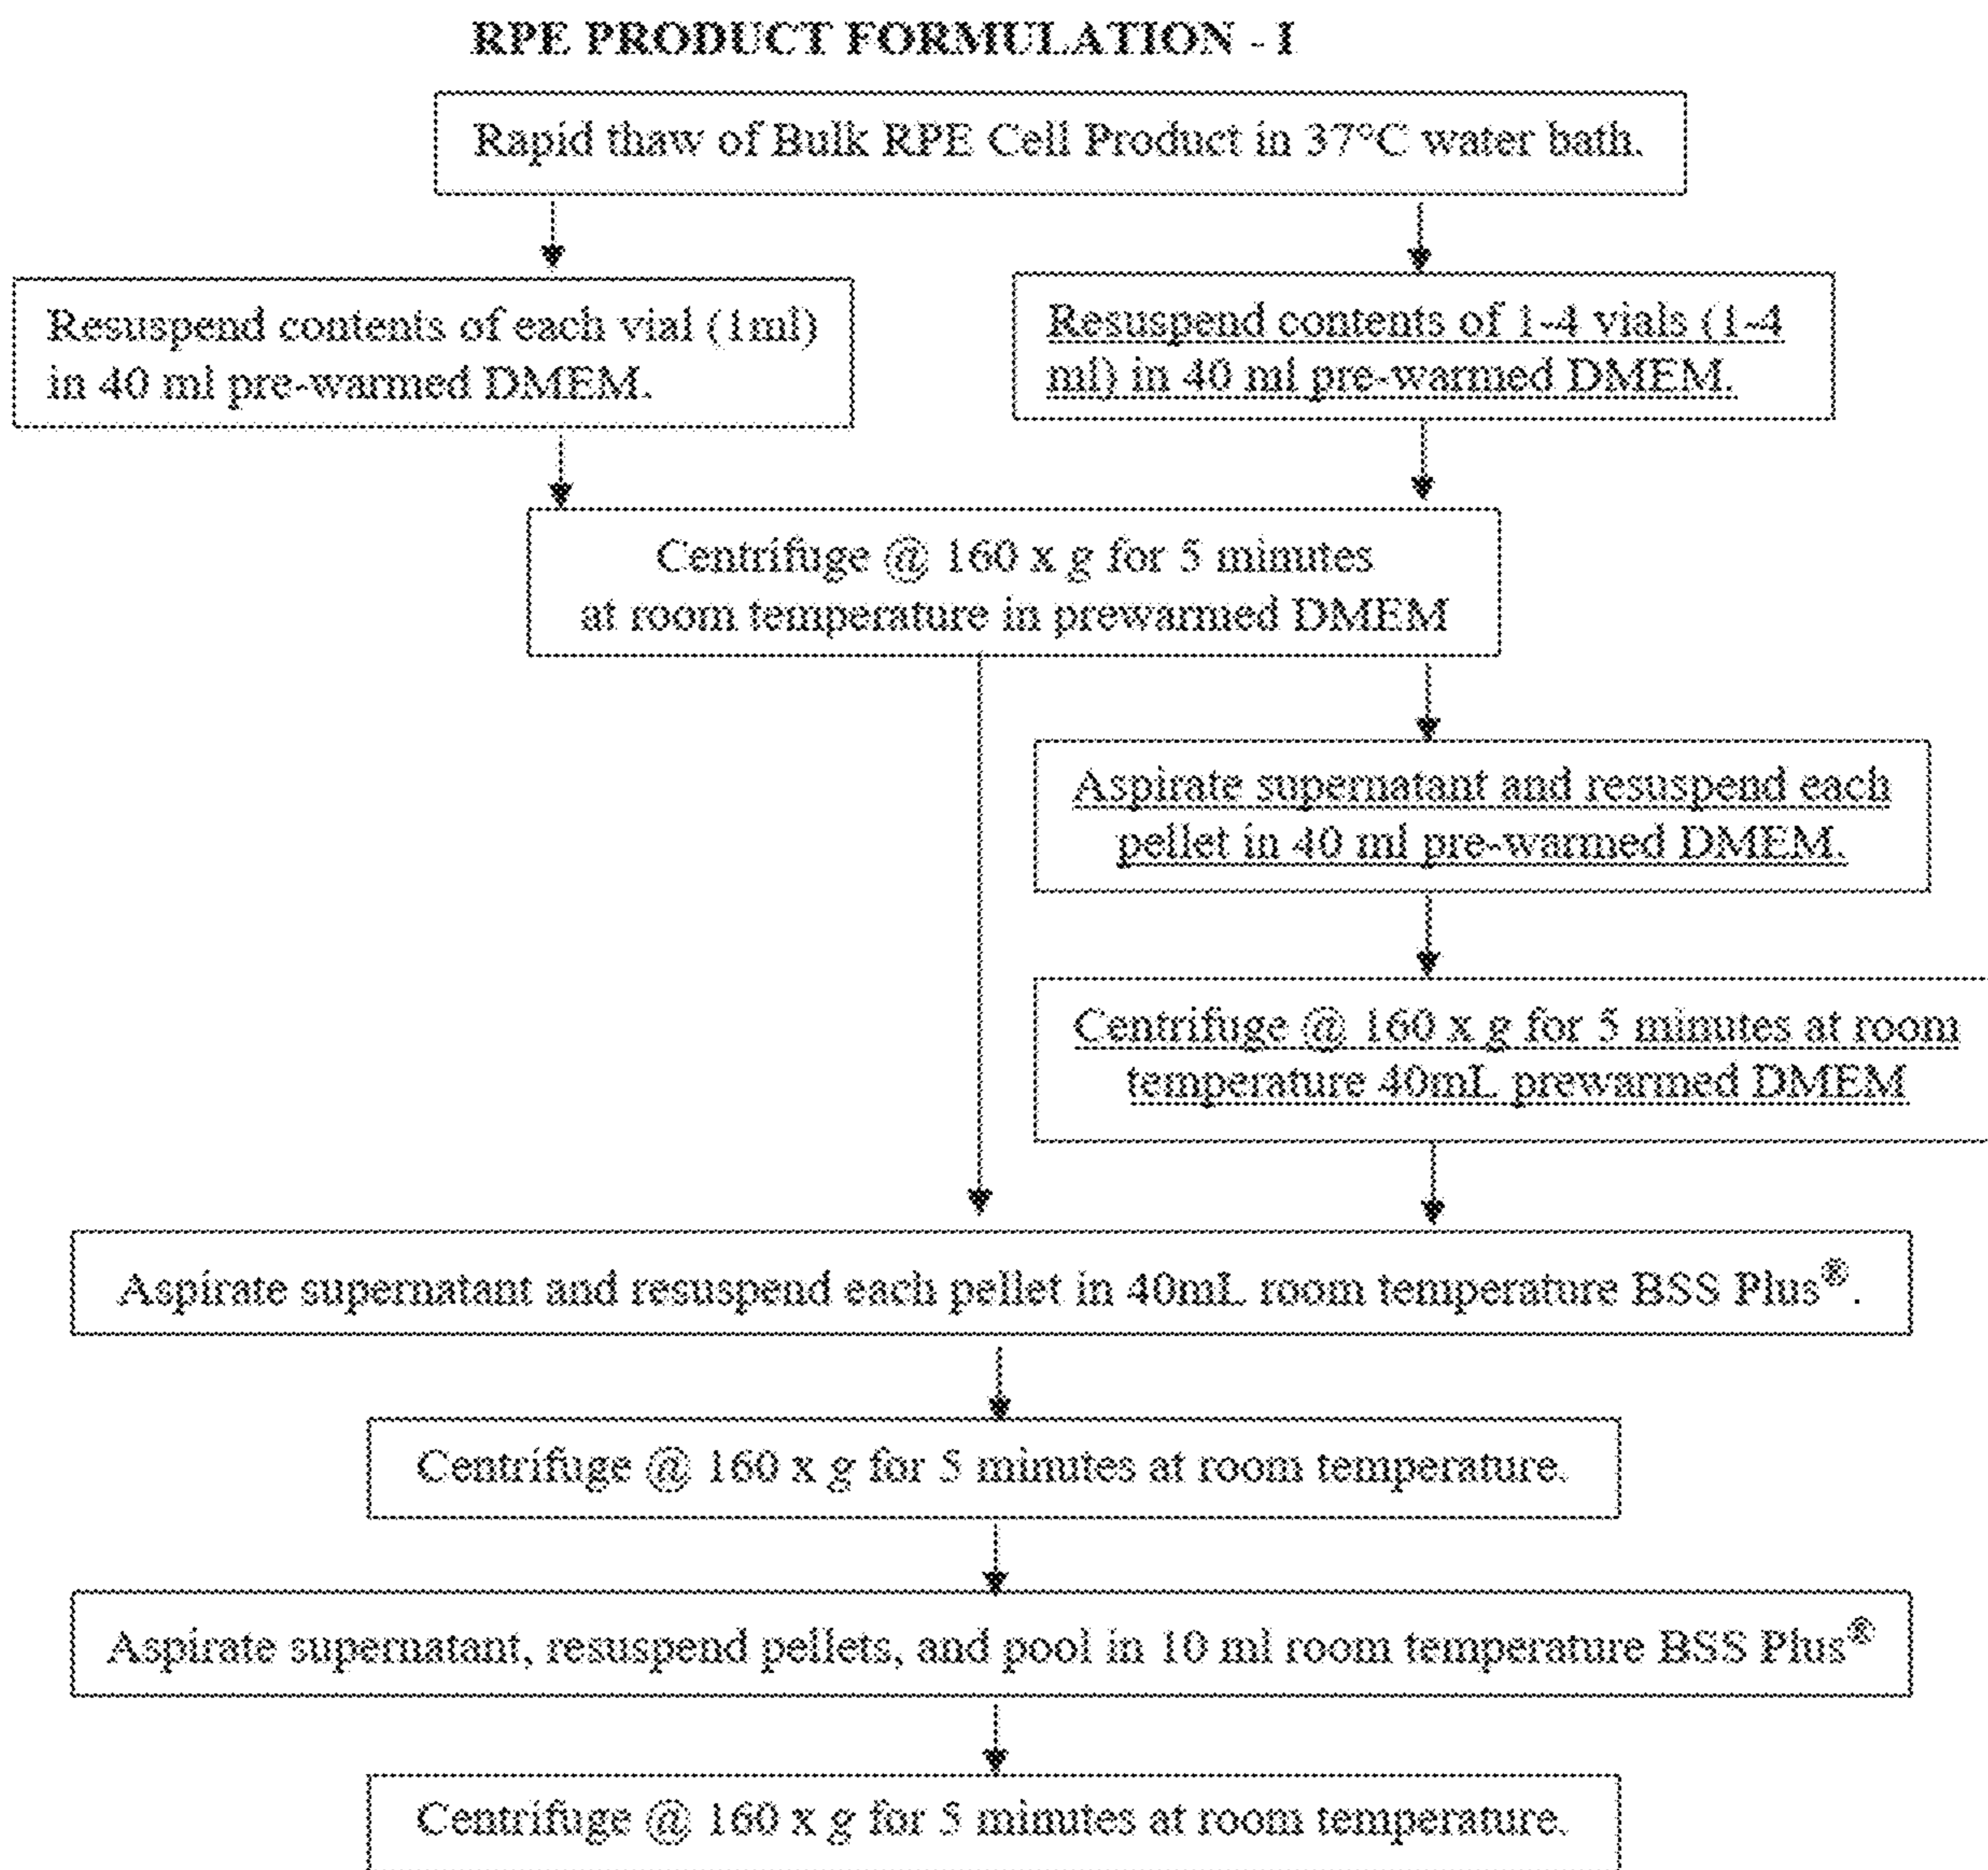 RPE PRODUCT FORMULATION - I
Rapid thaw of Bulk RPE Cell Product in 37°C water bath.
Resuspend contents of each vial (1ml)
in 40 ml pre-warmed DMEM.
Resuspend contents of 1-4 vials (1-4
ml) in 40 ml pre-warmed DMEM.
Centrifuge @ 160 x g for 5 minutes
at room temperature in prewarmed DMEM
Aspirate supernatant and resuspend each
pellet in 40 ml pre-warmed DMEM.
Centrifuge @ 160 x g for 5 minutes at room
temperature 40mL prewarmed DMEM
Aspirate supernatant and resuspend each pellet in 40mL room temperature BSS Plus®.
Centrifuge @ 160 x g for 5 minutes at room temperature.
Aspirate supernatant, resuspend pellets, and pool in 10 ml room temperature BSS Plus®
Centrifuge @ 160 x g for 5 minutes at room temperature.